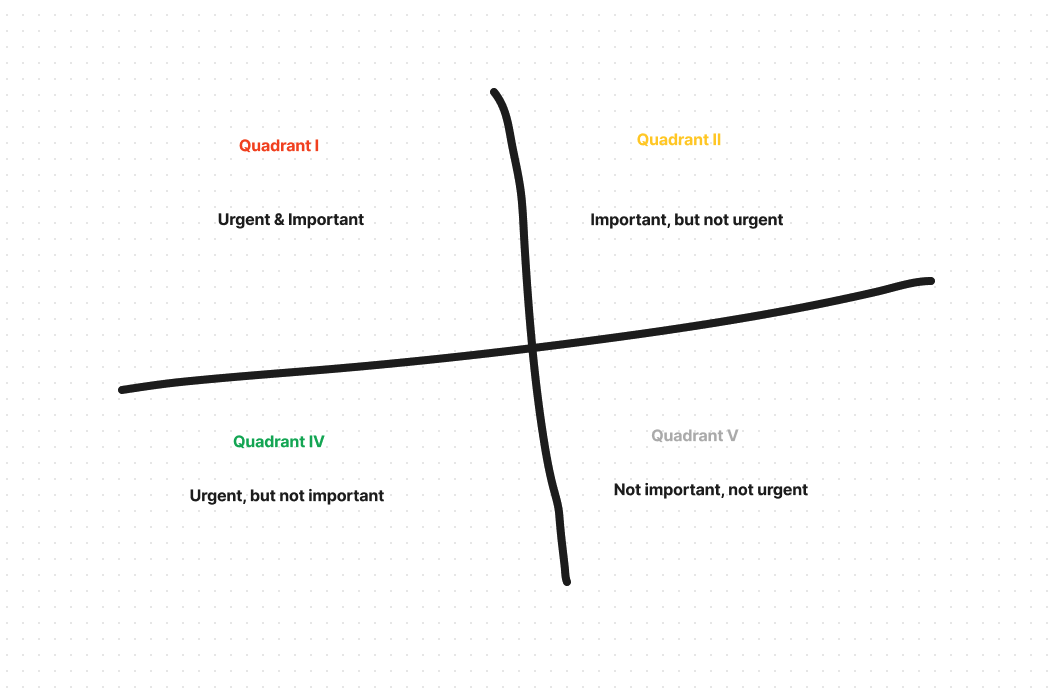 Quadrant I
Quadrant II
Urgent & Important
Important, but not urgent
Quadrant IV
Quadrant V
Urgent, but not important
Not important, not urgent